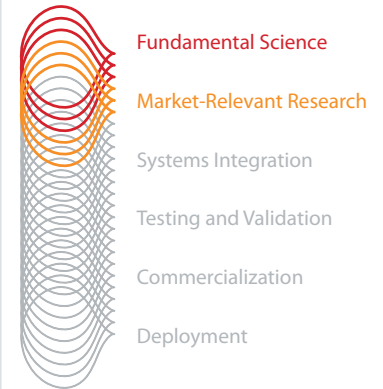 Fundamental Science
Market-Relevant Research
Systems Integration
Testing and Validation
Commercialization
Deployment